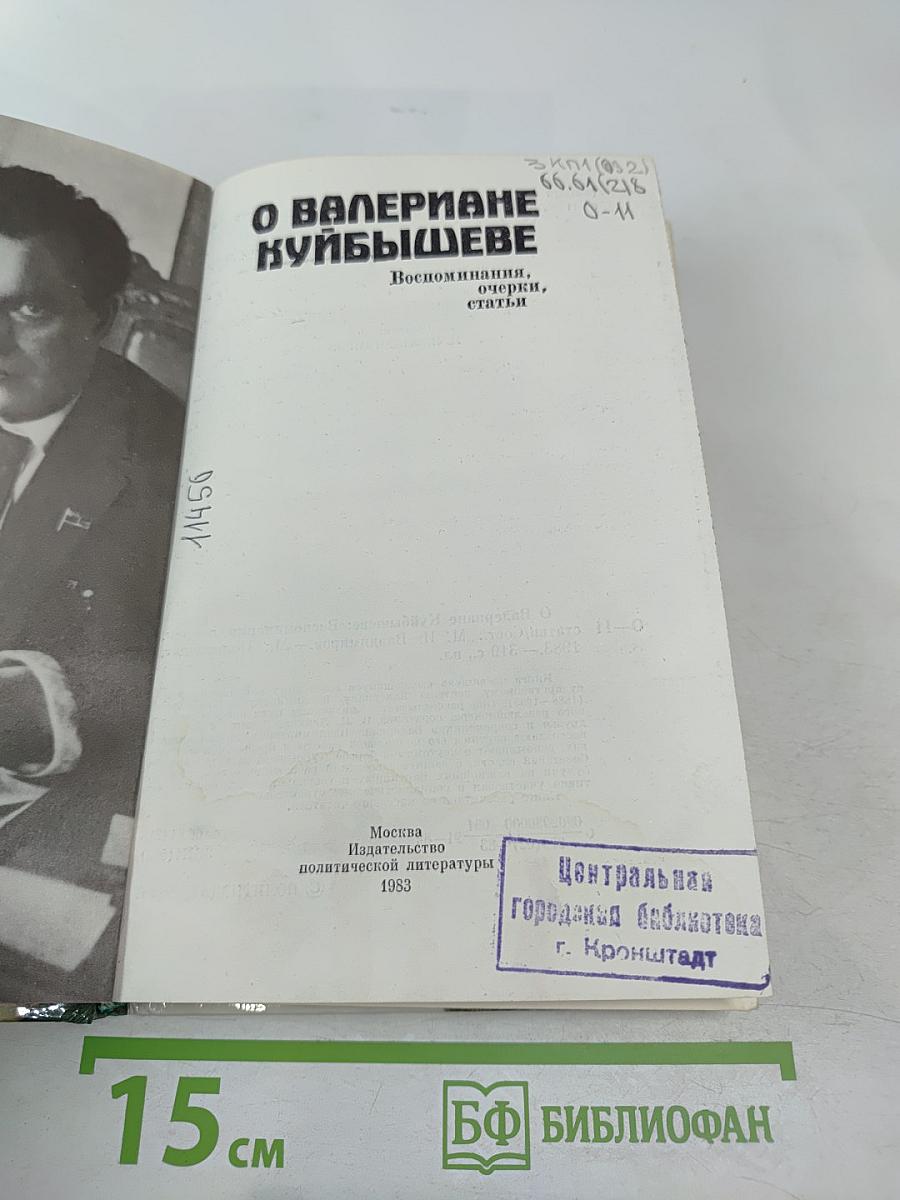 3КП1(092)
66.61(2)8
О-11
О ВАЛЕРИАНЕ
КУЙБЫШЕВЕ
Воспоминания,
очерки,
статьи
11456
Москва
Издательство
политической литературы
1983
Центральная
городская библиотека
г. Кронштадт
15 см
БФ БИБЛИОФАН